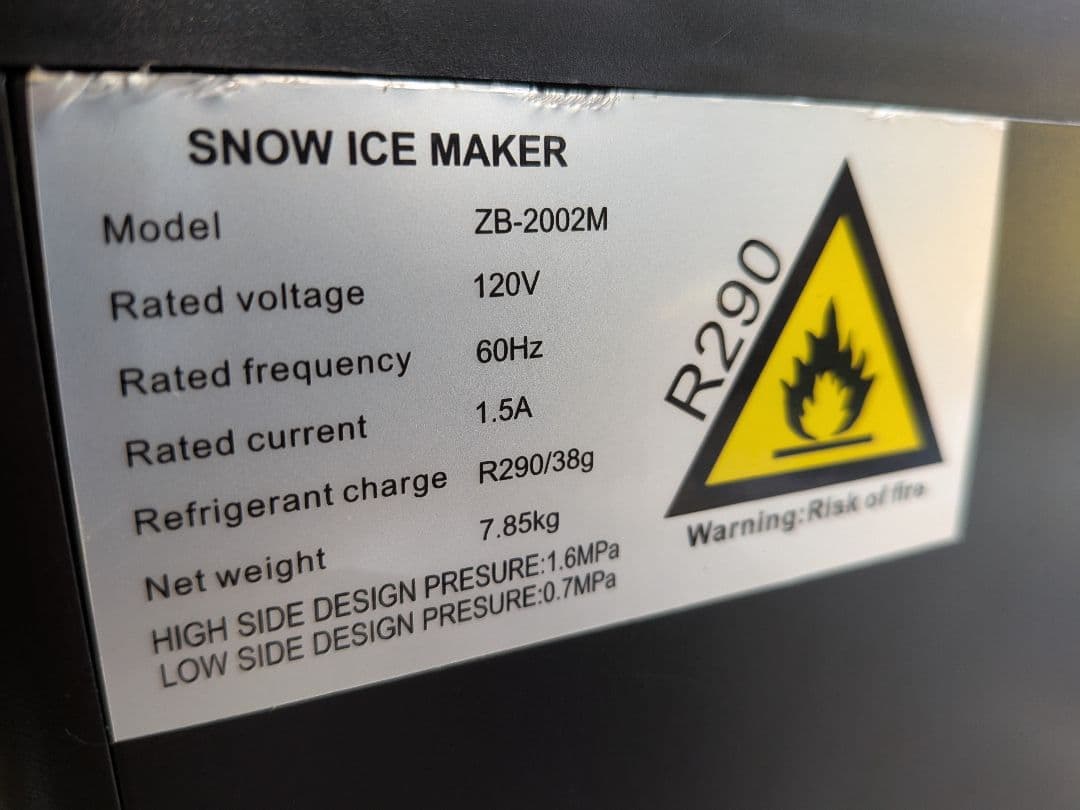 SNOW ICE MAKER
Model ZB-2002M
Rated voltage 120V
Rated frequency 60Hz
Rated current 1.5A
Refrigerant charge R290/38g
Net weight 7.85kg
HIGH SIDE DESIGN PRESURE:1.6MPa
LOW SIDE DESIGN PRESURE:0.7MPa
R290
Warning:Risk of fire